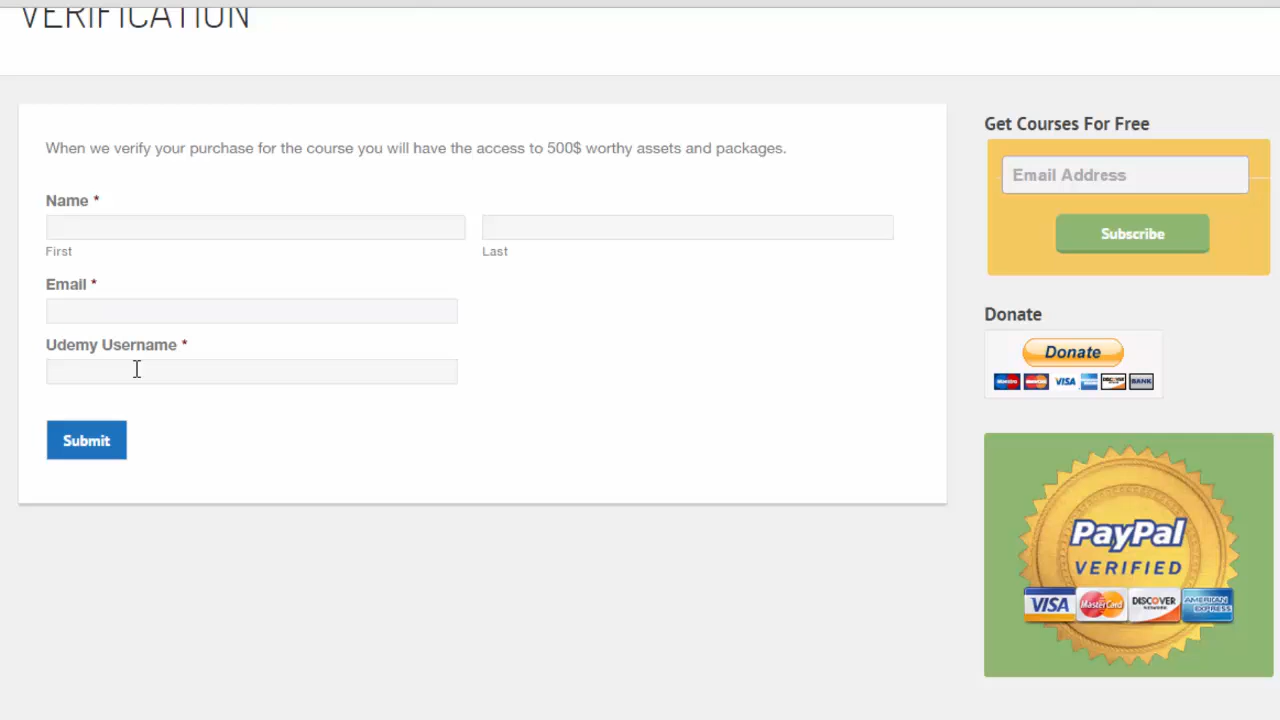 VERIFICATION
When we verify your purchase for the course you will have the access to 500$ worthy assets and packages.
Name *
First
Last
Email *
Udemy Username *
Submit
Get Courses For Free
Email Address
Subscribe
Donate
Donate
VISA
BANK
PayPal
VERIFIED
VISA
MasterCard
DISCOVER
NETWORK
AMERICAN
EXPRESS